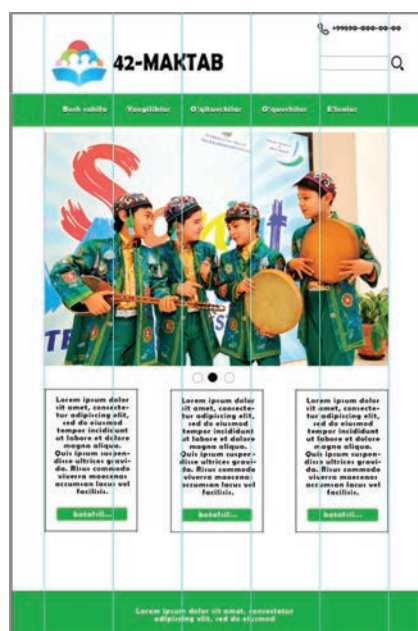 +99890-000-00-00
42-MAKTAB
Bosh sahifa Yangiliklar O'qituvchilar O'quvchilar E'lonlar
Lorem ipsum dolor
sit amet, consecte-
tur adipiscing elit,
sed do eiusmod
tempor incididunt
ut labore et dolore
magna aliqua.
Quis ipsum suspen-
disse ultrices gravi-
da. Risus commodo
viverra maecenas
accumsan lacus vel
facilisis.
batafsil...
Lorem ipsum dolor
sit amet, consecte-
tur adipiscing elit,
sed do eiusmod
tempor incididunt
ut labore et dolore
magna aliqua.
Quis ipsum suspen-
disse ultrices gravi-
da. Risus commodo
viverra maecenas
accumsan lacus vel
facilisis.
batafsil...
Lorem ipsum dolor
sit amet, consecte-
tur adipiscing elit,
sed do eiusmod
tempor incididunt
ut labore et dolore
magna aliqua.
Quis ipsum suspen-
disse ultrices gravi-
da. Risus commodo
viverra maecenas
accumsan lacus vel
facilisis.
batafsil...
Lorem ipsum dolor sit amet, consectetur
adipiscing elit, sed do eiusmod